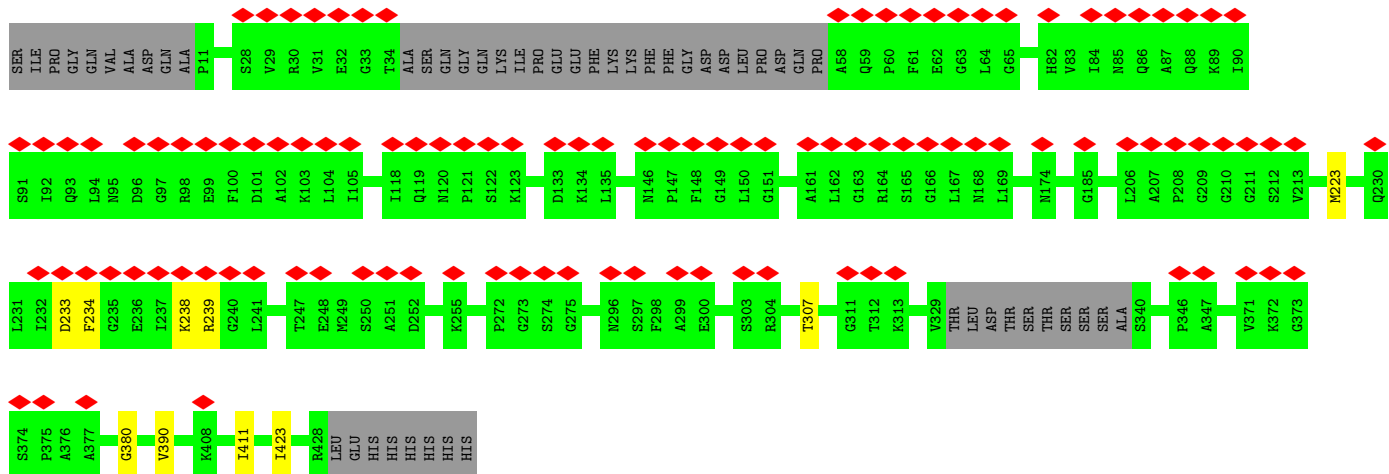 SER ILE PRO GLY GLN VAL ALA ASP GLN ALA P11 S28 V29 R30 V31 E32 G33 T34 ALA SER GLN GLY GLN LYS ILE PRO GLU GLU PHE LYS LYS PHE PHE GLY ASP ASP LEU PRO ASP GLN PRO A58 Q59 P60 F61 E62 G63 L64 G65 H82 V83 I84 N85 Q86 A87 Q88 K89 I90
S91 I92 Q93 L94 N95 D96 G97 R98 E99 F100 D101 A102 K103 L104 I105 I118 Q119 N120 P121 S122 K123 D133 K134 L135 N146 P147 F148 G149 L150 G151 A161 L162 G163 R164 S165 G166 L167 N168 L169 N174 G185 L206 A207 P208 G209 G210 G211 S212 V213 M223 Q230
L231 I232 D233 F234 G235 E236 I237 K238 R239 G240 L241 T247 E248 M249 S250 A251 D252 K255 P272 G273 S274 G275 N296 S297 F298 A299 E300 S303 R304 T307 G311 T312 K313 V329 THR LEU ASP THR SER THR SER SER SER ALA S340 P346 A347 V371 K372 G373
S374 P375 A376 A377 G380 V390 K408 I411 I423 R428 LEU GLU HIS HIS HIS HIS HIS HIS